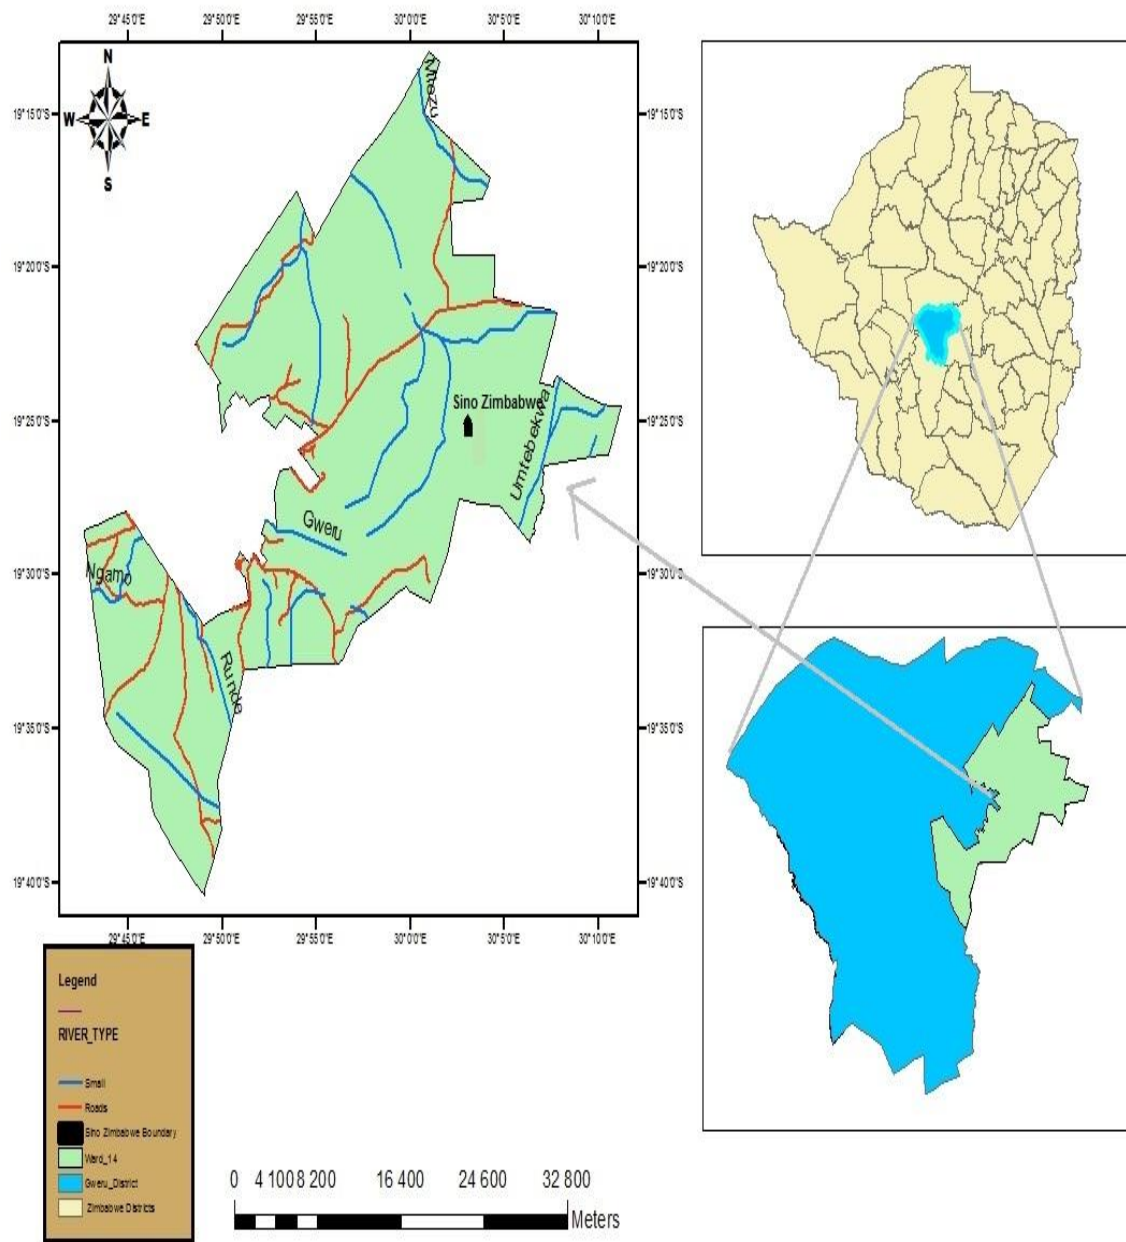 29°45'0"E 29°50'0"E 29°55'0"E 30°0'0"E 30°5'0"E 30°10'0"E
N
W E
S
19°15'0"S 19°15'0"S
19°20'0"S 19°20'0"S
19°25'0"S 19°25'0"S
19°30'0"S 19°30'0"S
19°35'0"S 19°35'0"S
19°40'0"S 19°40'0"S
Sino Zimbabwe
Umtebekwa
Gweru
Ngamo
Runde
29°45'0"E 29°50'0"E 29°55'0"E 30°0'0"E 30°5'0"E 30°10'0"E
Legend
RIVER_TYPE
Small
Roads
Sino Zimbabwe Boundary
Ward_14
Gweru_District
Zimbabwe Districts
0 4 100 8 200 16 400 24 600 32 800
Meters